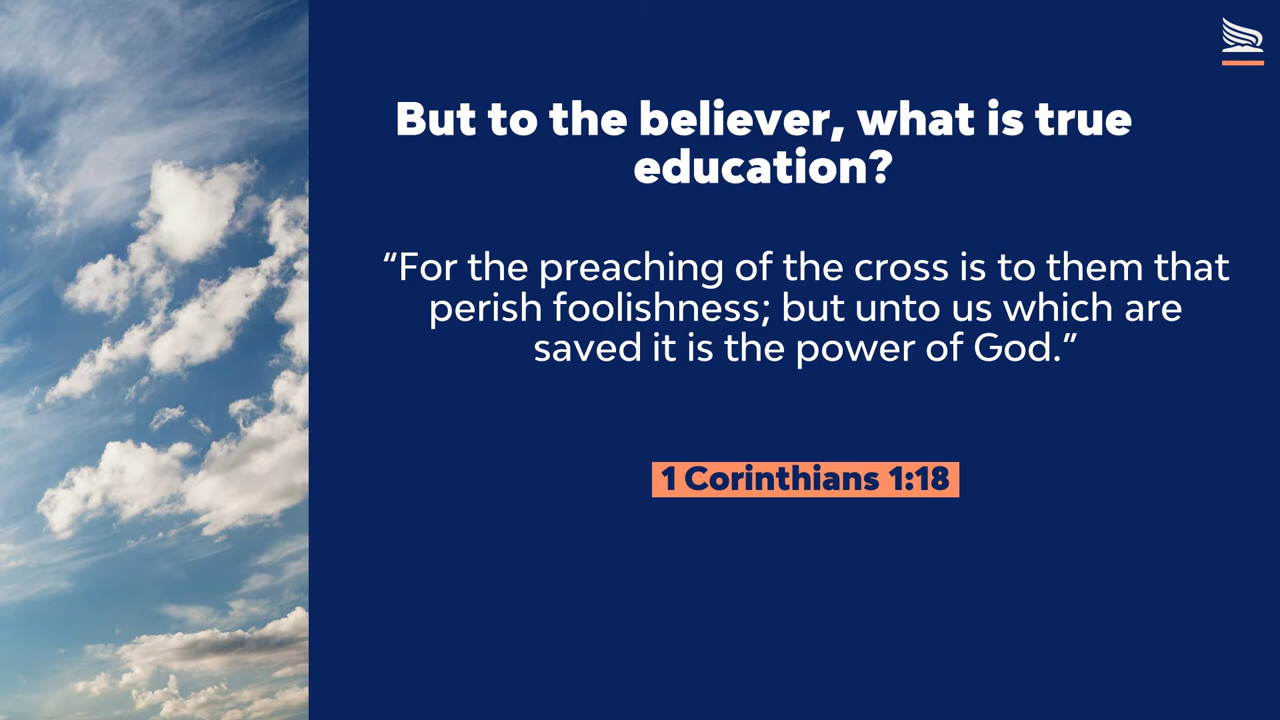 But to the believer, what is true
education?
“For the preaching of the cross is to them that
perish foolishness; but unto us which are
saved it is the power of God.”
1 Corinthians 1:18